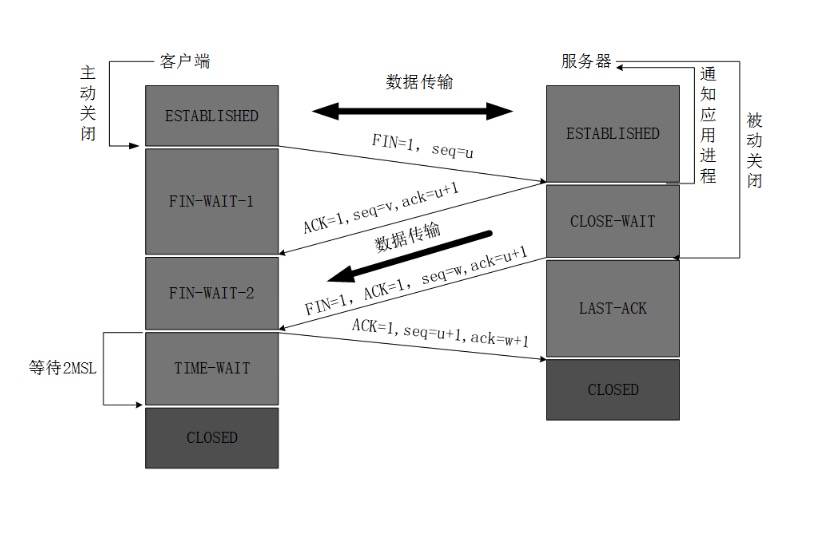 客户端
服务器
主动关闭
数据传输
通知应用进程
被动关闭
ESTABLISHED
ESTABLISHED
FIN=1, seq=u
FIN-WAIT-1
ACK=1,seq=v,ack=u+1
CLOSE-WAIT
数据传输
FIN-WAIT-2
FIN=1, ACK=1, seq=w,ack=u+1
LAST-ACK
ACK=1,seq=u+1,ack=w+1
等待2MSL
TIME-WAIT
CLOSED
CLOSED